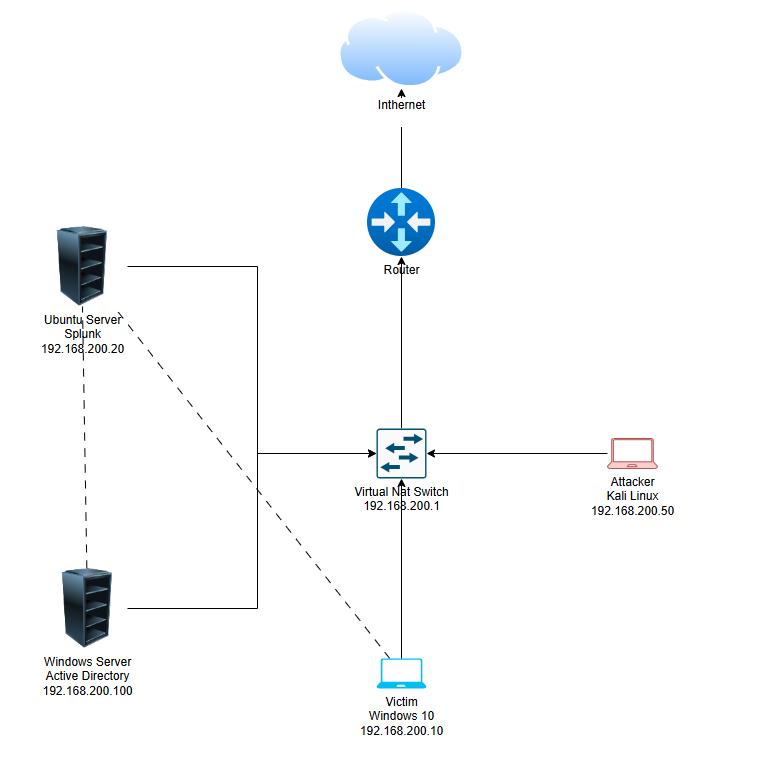 Inthernet
Router
Ubuntu Server
Splunk
192.168.200.20
Virtual Nat Switch
192.168.200.1
Attacker
Kali Linux
192.168.200.50
Windows Server
Active Directory
192.168.200.100
Victim
Windows 10
192.168.200.10